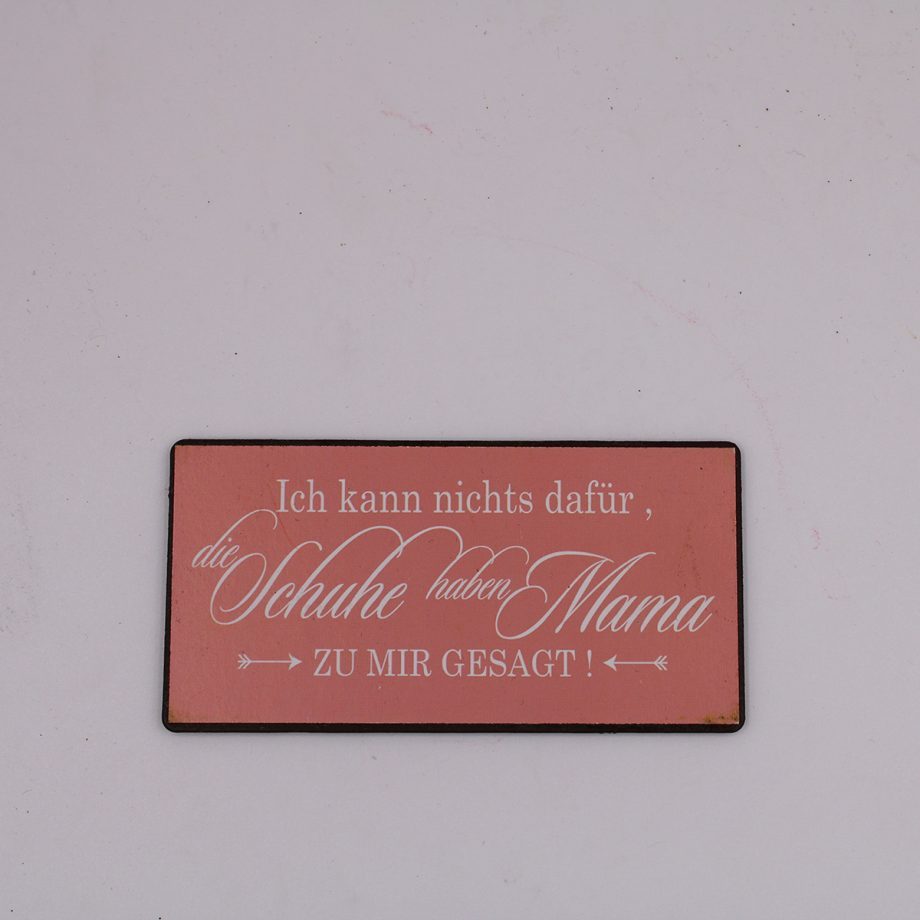 Ich kann nichts dafür ,
die Schuhe haben Mama
ZU MIR GESAGT !